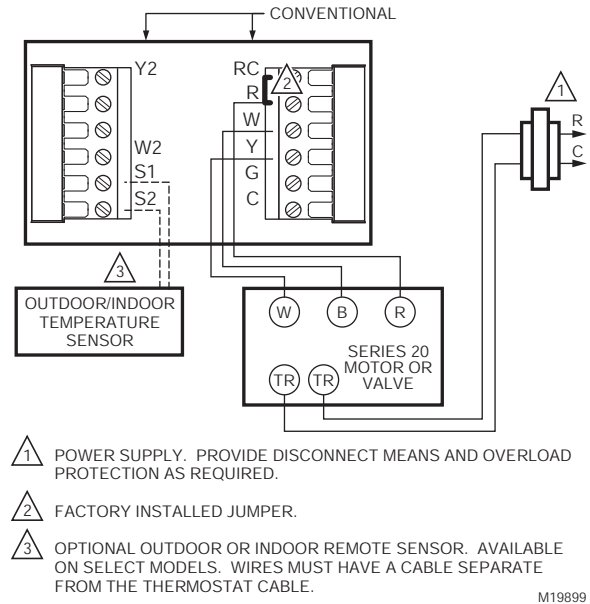 CONVENTIONAL
Y2
W2
S1
S2
RC
R
W
Y
G
C
2
1
R
C
3
OUTDOOR/INDOOR
TEMPERATURE
SENSOR
W
B
R
SERIES 20
MOTOR OR
VALVE
TR
TR
1 POWER SUPPLY. PROVIDE DISCONNECT MEANS AND OVERLOAD
PROTECTION AS REQUIRED.
2 FACTORY INSTALLED JUMPER.
3 OPTIONAL OUTDOOR OR INDOOR REMOTE SENSOR. AVAILABLE
ON SELECT MODELS. WIRES MUST HAVE A CABLE SEPARATE
FROM THE THERMOSTAT CABLE.
M19899